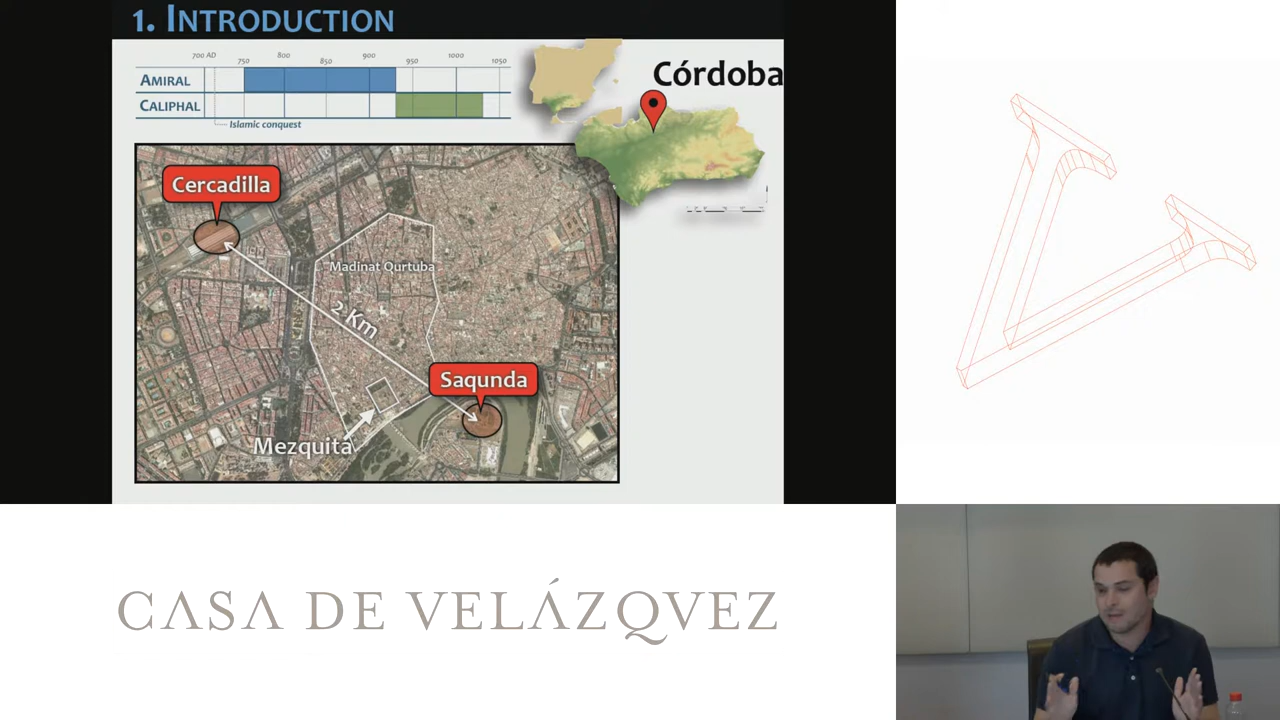 1. INTRODUCTION
700 AD 750 800 850 900 950 1000 1050
AMIRAL
CALIPHAL
Islamic conquest
Córdoba
Cercadilla
Madinat Qurtuba
2 Km
Saqunda
Mezquita
CASA DE VELÁZQVEZ